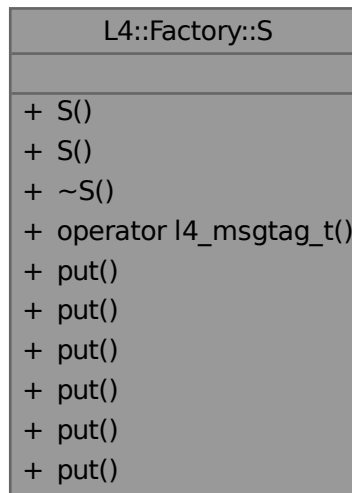 L4::Factory::S
+ S()
+ S()
+ ~S()
+ operator l4_msgtag_t()
+ put()
+ put()
+ put()
+ put()
+ put()
+ put()